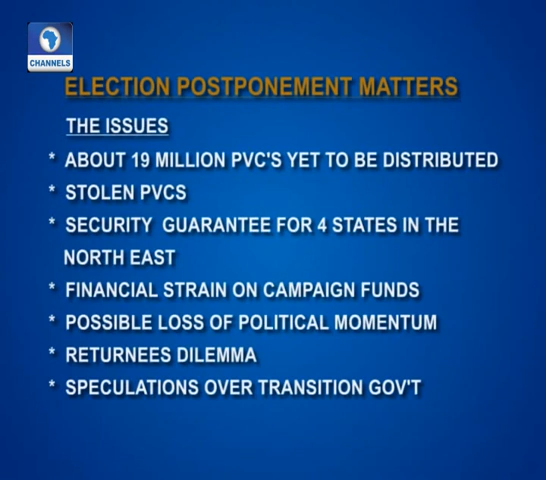 CHANNELS
ELECTION POSTPONEMENT MATTERS
THE ISSUES
* ABOUT 19 MILLION PVC'S YET TO BE DISTRIBUTED
* STOLEN PVCS
* SECURITY GUARANTEE FOR 4 STATES IN THE
NORTH EAST
* FINANCIAL STRAIN ON CAMPAIGN FUNDS
* POSSIBLE LOSS OF POLITICAL MOMENTUM
* RETURNEES DILEMMA
* SPECULATIONS OVER TRANSITION GOV'T